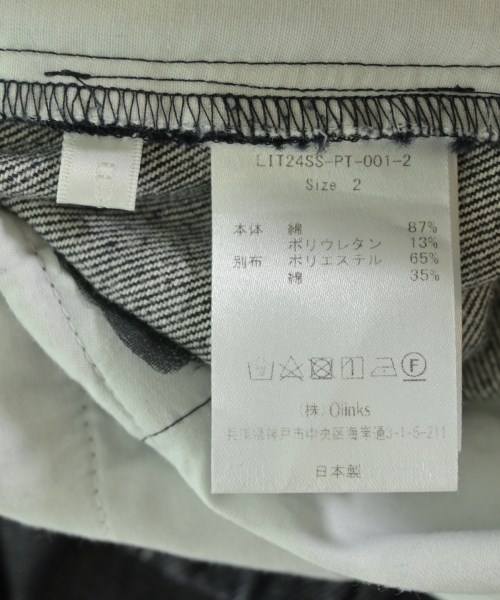 LIT24SS-PT-001-2
Size 2
本体 綿 87%
ポリウレタン 13%
別布 ポリエステル 65%
綿 35%
(株) Qlinks
兵庫県神戸市中央区海岸通3-1-5-211
日本製